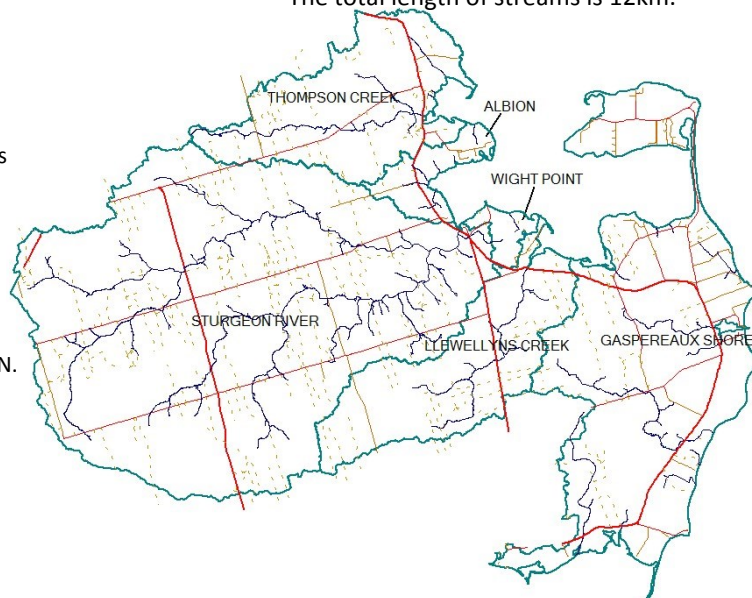 The total length of streams is 12km.
THOMPSON CREEK
ALBION
s
WIGHT POINT
STURGEON RIVER
LLEWELLYNS CREEK
GASPEREAUX SHORE
N.